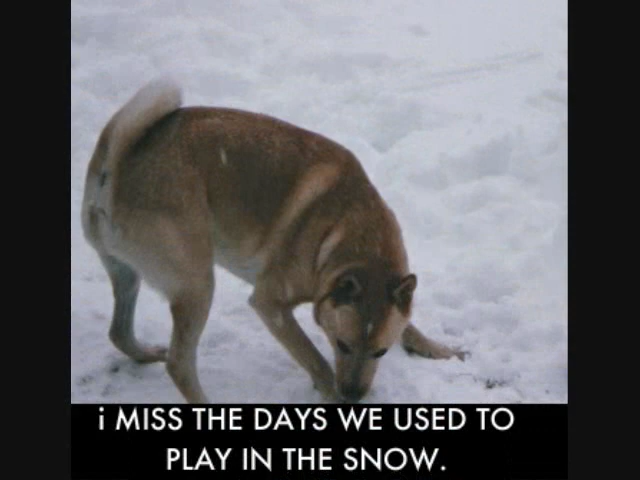 i MISS THE DAYS WE USED TO
PLAY IN THE SNOW.